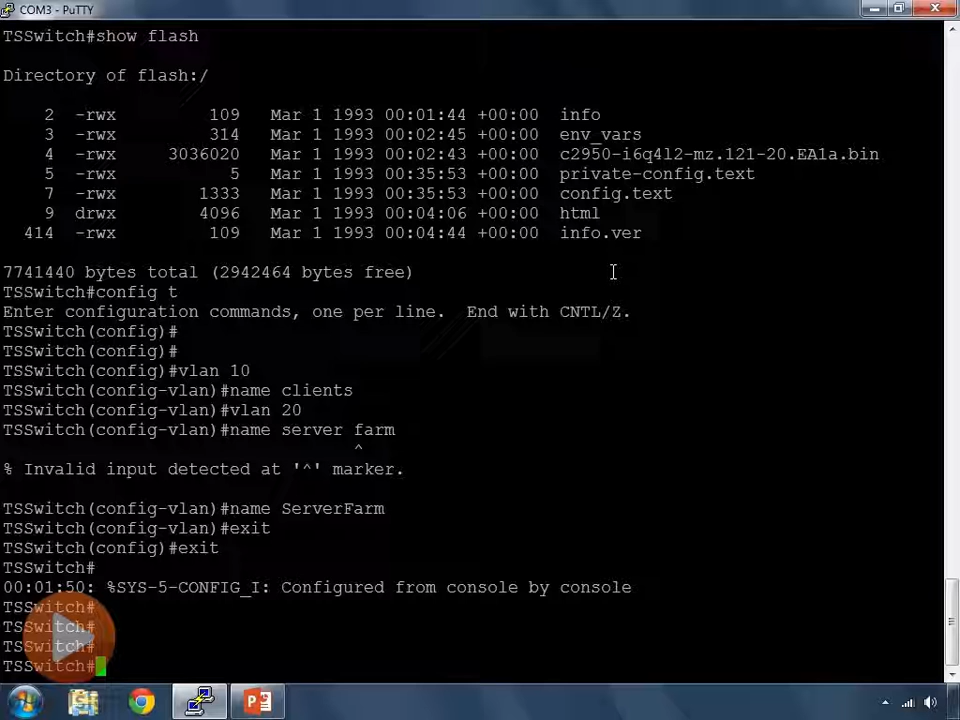 COM3 - PuTTY
TSSwitch#show flash
Directory of flash:/
2 -rwx 109 Mar 1 1993 00:01:44 +00:00 info
3 -rwx 314 Mar 1 1993 00:02:45 +00:00 env_vars
4 -rwx 3036020 Mar 1 1993 00:02:43 +00:00 c2950-i6q4l2-mz.121-20.EA1a.bin
5 -rwx 5 Mar 1 1993 00:35:53 +00:00 private-config.text
7 -rwx 1333 Mar 1 1993 00:35:53 +00:00 config.text
9 drwx 4096 Mar 1 1993 00:04:06 +00:00 html
414 -rwx 109 Mar 1 1993 00:04:44 +00:00 info.ver
7741440 bytes total (2942464 bytes free)
TSSwitch#config t
Enter configuration commands, one per line. End with CNTL/Z.
TSSwitch(config)#
TSSwitch(config)#
TSSwitch(config)#vlan 10
TSSwitch(config-vlan)#name clients
TSSwitch(config-vlan)#vlan 20
TSSwitch(config-vlan)#name server farm
^
% Invalid input detected at '^' marker.
TSSwitch(config-vlan)#name ServerFarm
TSSwitch(config-vlan)#exit
TSSwitch(config)#exit
TSSwitch#
00:01:50: %SYS-5-CONFIG_I: Configured from console by console
TSSwitch#
TSSwitch#
TSSwitch#
TSSwitch#